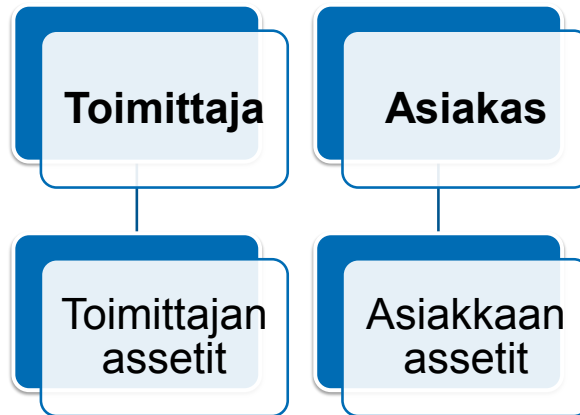 Toimittaja
Asiakas
Toimittajan
assetit
Asiakkaan
assetit